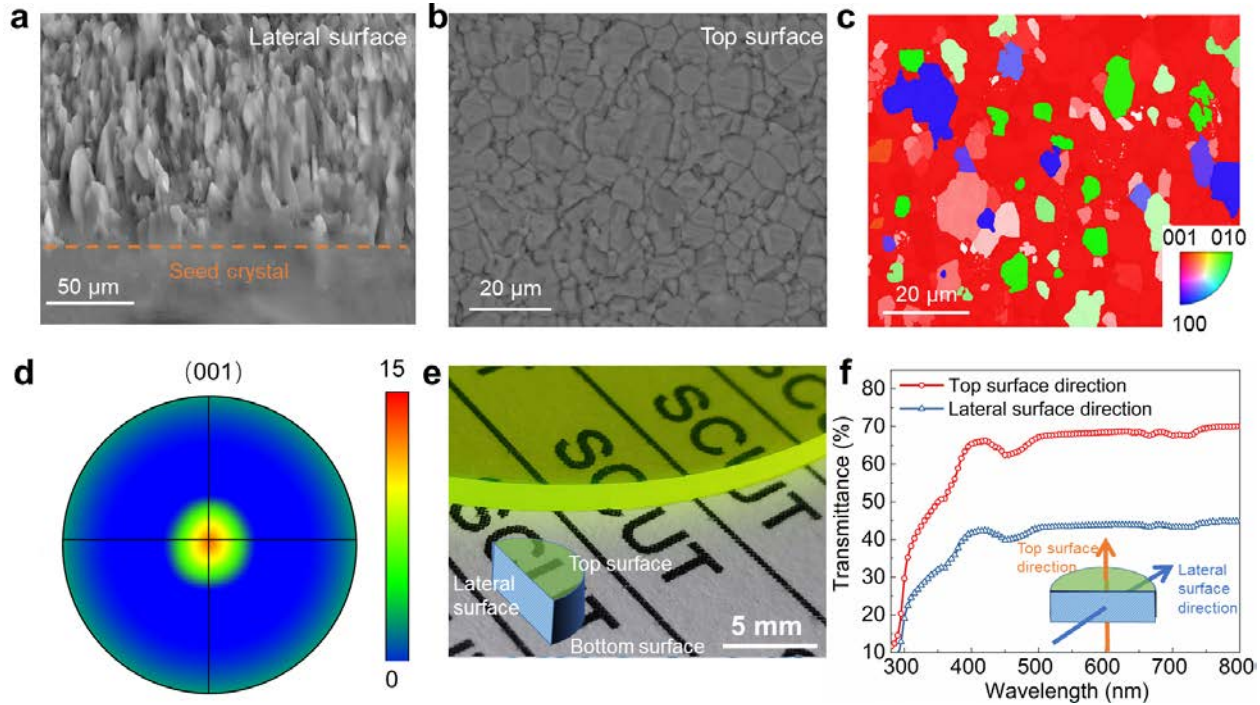 a
Lateral surface
Seed crystal
50 μm
b
Top surface
20 μm
c
001 010
100
20 μm
d
(001)
15
0
e
SCUT
SCUT
SCUT
Top surface
Lateral
surface
Bottom surface
5 mm
f
Top surface direction
Lateral surface direction
Transmittance (%)
80
70
60
50
40
30
20
10
Top surface
direction
Lateral
surface
direction
300 400 500 600 700 800
Wavelength (nm)